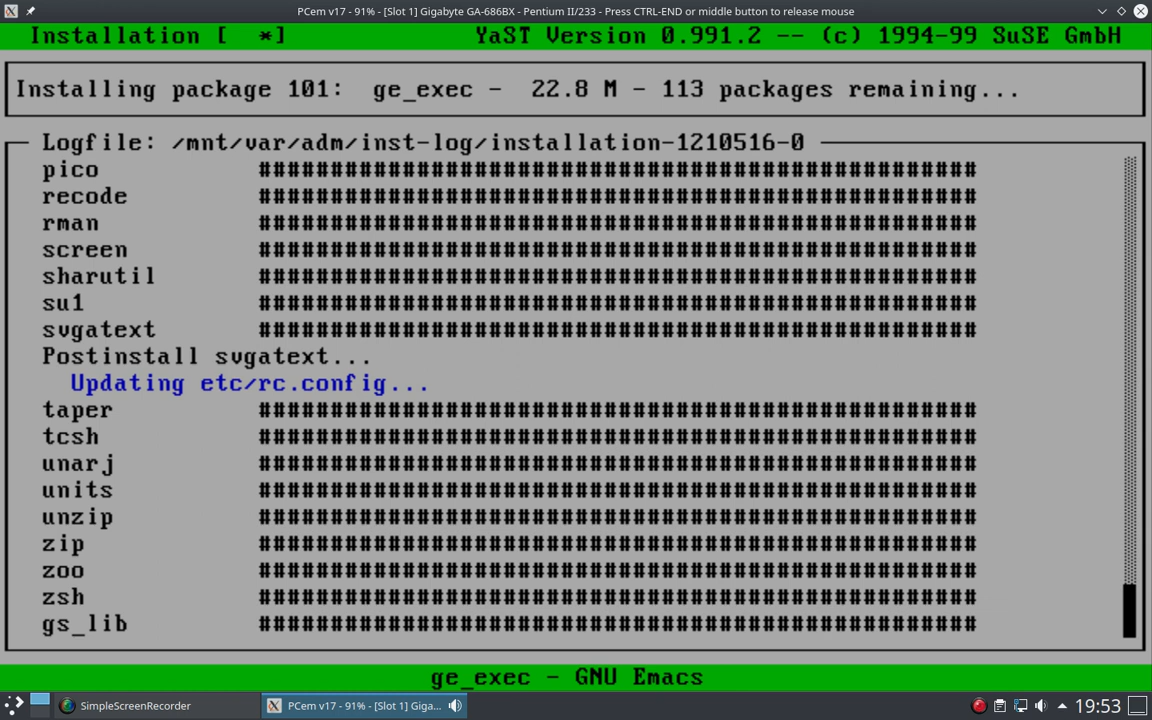 PCem v17 - 91% - [Slot 1] Gigabyte GA-686BX - Pentium II/233 - Press CTRL-END or middle button to release mouse
Installation [  *] YaST Version 0.991.2 -- (c) 1994-99 SuSE GmbH
Installing package 101:  ge_exec -  22.8 M - 113 packages remaining...
Logfile: /mnt/var/adm/inst-log/installation-1210516-0
pico ##################################################
recode ##################################################
rman ##################################################
screen ##################################################
sharutil ##################################################
su1 ##################################################
svgatext ##################################################
Postinstall svgatext...
Updating etc/rc.config...
taper ##################################################
tcsh ##################################################
unarj ##################################################
units ##################################################
unzip ##################################################
zip ##################################################
zoo ##################################################
zsh ##################################################
gs_lib ##################################################
ge_exec - GNU Emacs
SimpleScreenRecorder PCem v17 - 91% - [Slot 1] Giga... 19:53